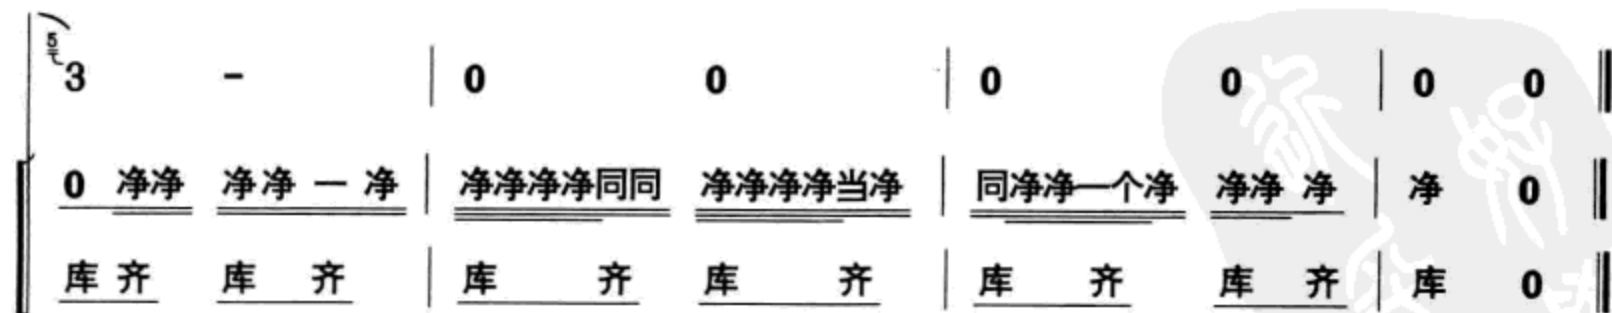 5 3 - | 0 0 | 0 0 | 0 0
0 净净 净净 一 净 | 净净净净同同 净净净净当净 | 同净净一个净 净净 净 | 净 0
库 齐 库 齐 | 库 齐 库 齐 | 库 齐 库 齐 | 库 0